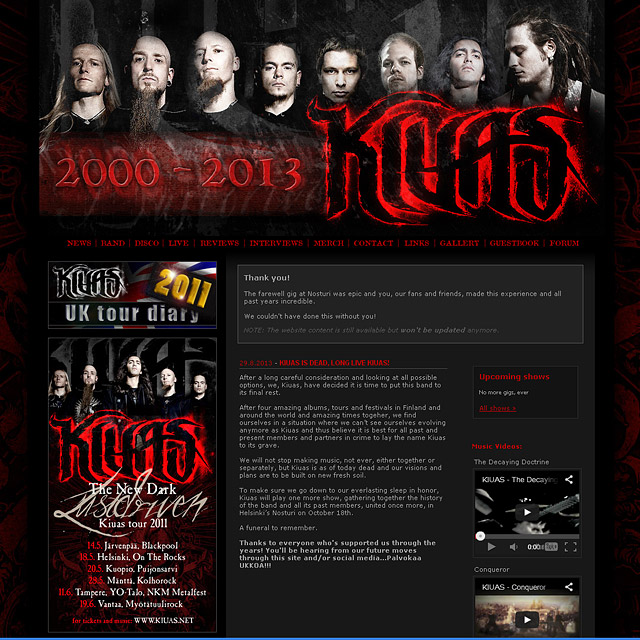 KIUAS
2000 - 2013
NEWS | BAND | DISCO | LIVE | REVIEWS | INTERVIEWS | MERCH | CONTACT | LINKS | GALLERY | GUESTBOOK | FORUM
KIUAS
2011
UK tour diary
KIUAS
The New Dark
Lustdriven
Kiuas tour 2011
14.5. Järvenpää, Blackpool
18.5. Helsinki, On The Rocks
20.5. Kuopio, Puijonsarvi
28.5. Mänttä, Kolhorock
11.6. Tampere, YO-Talo, NKM Metalfest
19.6. Vantaa, Myötätuulirock
for tickets and more: WWW.KIUAS.NET
Thank you!
The farewell gig at Nosturi was epic and you, our fans and friends, made this experience and all
past years incredible.
We couldn't have done this without you!
NOTE: The website content is still available but won't be updated anymore.
29.8.2013 - KIUAS IS DEAD, LONG LIVE KIUAS!
After a long careful consideration and looking at all possible
options, we, Kiuas, have decided it is time to put this band to
its final rest.
After four amazing albums, tours and festivals in Finland and
around the world and amazing times together, we find
ourselves in a situation where we can't see ourselves evolving
anymore as Kiuas and thus believe it is best for all past and
present members and partners in crime to lay the name Kiuas
to its grave.
We will not stop making music, not ever, either together or
separately, but Kiuas is as of today dead and our visions and
plans are to be built on new fresh soil.
To make sure we go down to our everlasting sleep in honor,
Kiuas will play one more show, gathering together the history
of the band and all its past members, united once more, in
Helsinki's Nosturi on October 18th.
A funeral to remember.
Thanks to everyone who's supported us through the
years! You'll be hearing from our future moves
through this site and/or social media...Palvokaa
UKKOA!!!
Upcoming shows
No more gigs, ever
All shows >
Music Videos:
The Decaying Doctrine
KIUAS - The Decaying
0:00
Conqueror
KIUAS - Conqueror